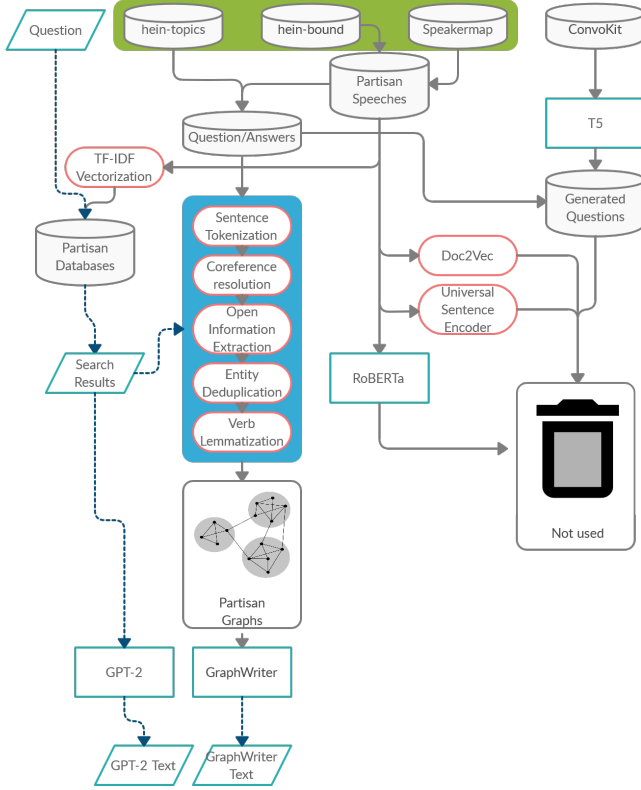 Question
hein-topics
hein-bound
Speakermap
ConvoKit
Partisan
Speeches
T5
Question/Answers
TF-IDF
Vectorization
Generated
Questions
Sentence
Tokenization
Partisan
Databases
Doc2Vec
Coreference
resolution
Universal
Sentence
Encoder
Open
Information
Extraction
Search
Results
RoBERTa
Entity
Deduplication
Verb
Lemmatization
Not used
Partisan
Graphs
GPT-2
GraphWriter
GPT-2 Text
GraphWriter
Text